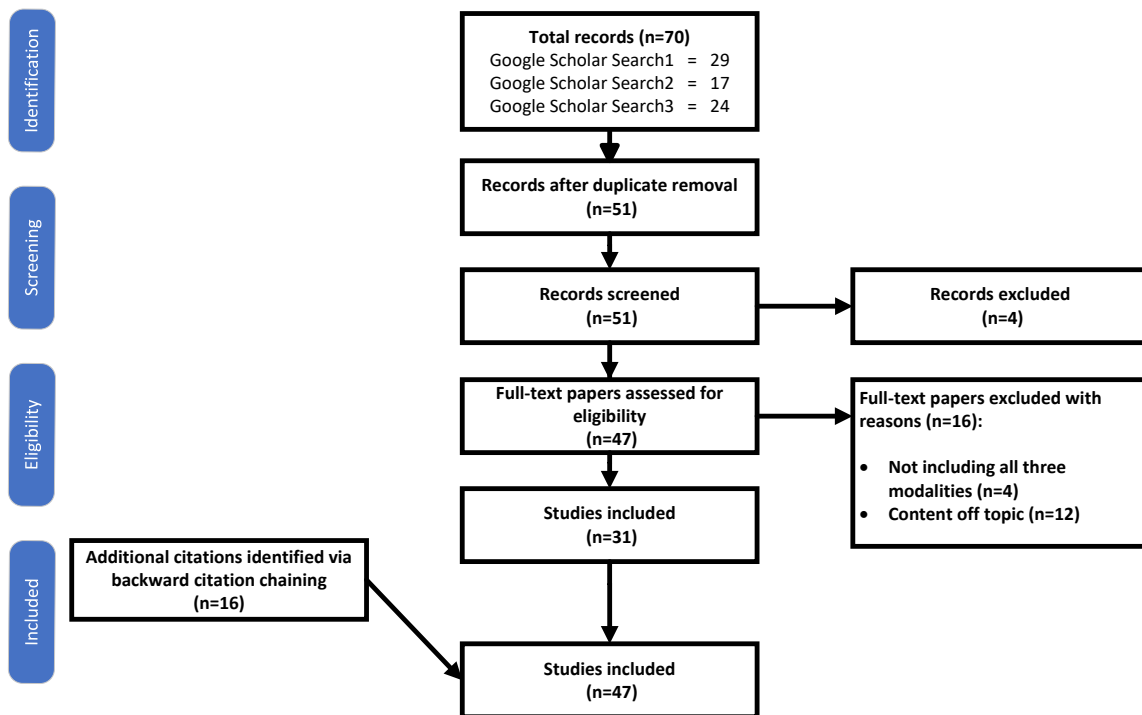 Identification
Total records (n=70)
Google Scholar Search1 = 29
Google Scholar Search2 = 17
Google Scholar Search3 = 24
Screening
Records after duplicate removal
(n=51)
Records screened
(n=51)
Records excluded
(n=4)
Eligibility
Full-text papers assessed for
eligibility
(n=47)
Full-text papers excluded with
reasons (n=16):
• Not including all three
modalities (n=4)
• Content off topic (n=12)
Studies included
(n=31)
Included
Additional citations identified via
backward citation chaining
(n=16)
Studies included
(n=47)